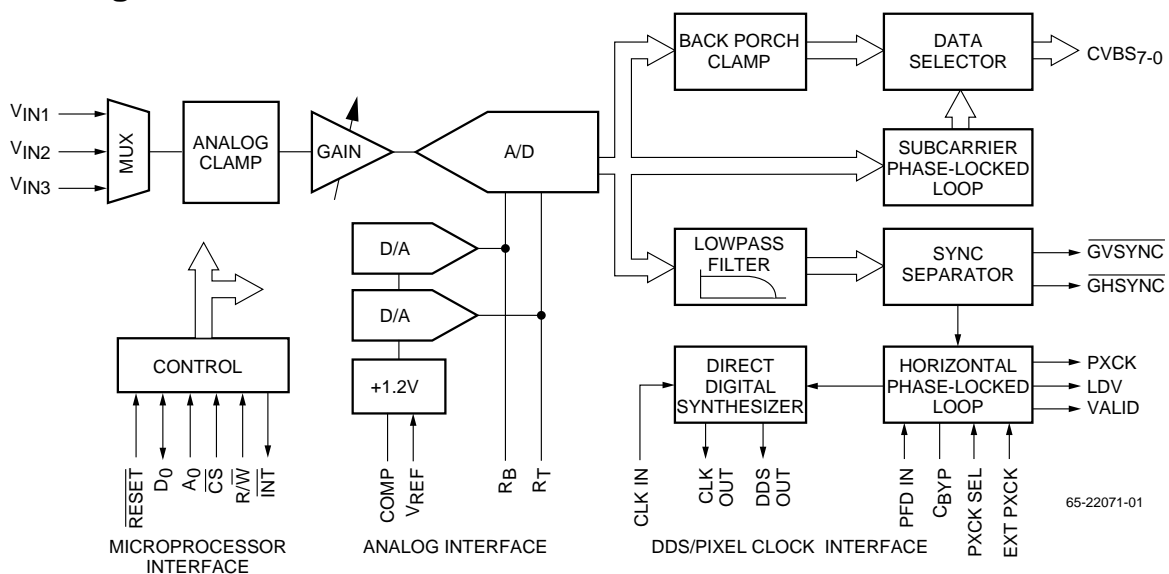 BACK PORCH
CLAMP
DATA
SELECTOR
CVBS7-0
VIN1
VIN2
VIN3
MUX
ANALOG
CLAMP
GAIN
A/D
SUBCARRIER
PHASE-LOCKED
LOOP
D/A
D/A
+1.2V
LOWPASS
FILTER
SYNC
SEPARATOR
GVSYNC
GHSYNC
CONTROL
DIRECT
DIGITAL
SYNTHESIZER
HORIZONTAL
PHASE-LOCKED
LOOP
PXCK
LDV
VALID
RESET
D0
A0
CS
R/W
INT
COMP
VREF
RB
RT
CLK IN
CLK
OUT
DDS
OUT
PFD IN
CBYP
PXCK SEL
EXT PXCK
65-22071-01
MICROPROCESSOR
INTERFACE
ANALOG INTERFACE
DDS/PIXEL CLOCK INTERFACE